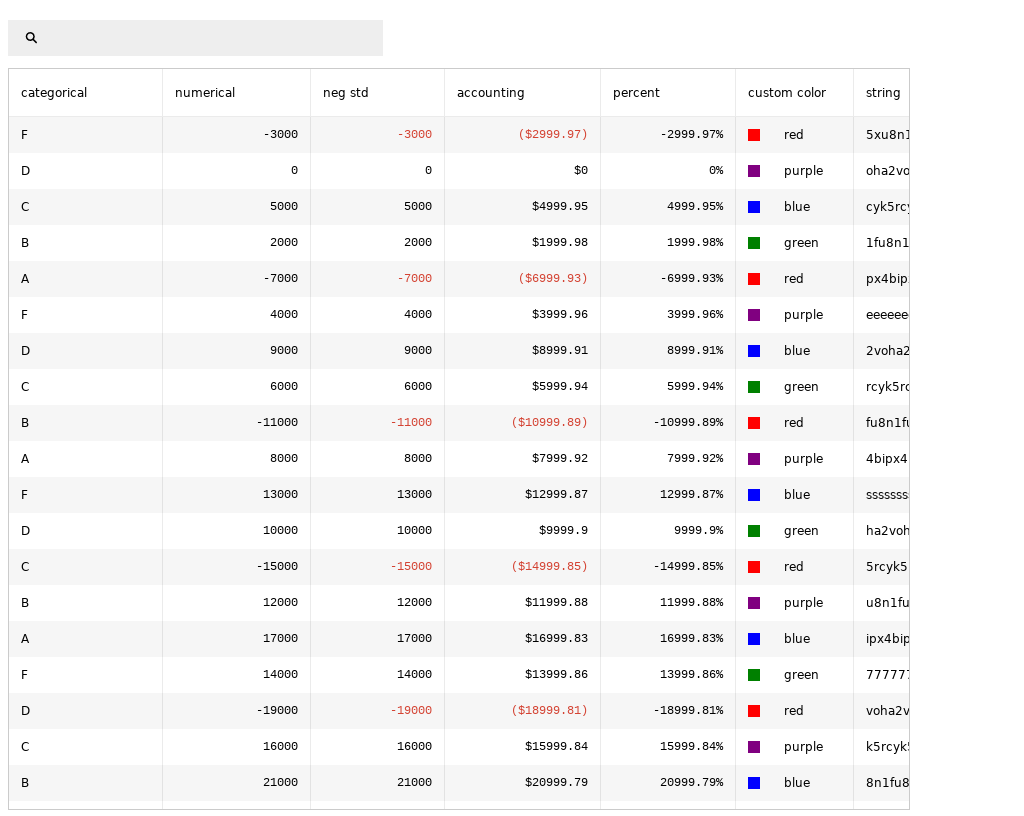 categorical numerical neg std accounting percent custom color string
F -3000 -3000 ($2999.97) -2999.97% red 5xu8n1
D 0 0 $0 0% purple oha2vo
C 5000 5000 $4999.95 4999.95% blue cyk5rcy
B 2000 2000 $1999.98 1999.98% green 1fu8n1
A -7000 -7000 ($6999.93) -6999.93% red px4bip
F 4000 4000 $3999.96 3999.96% purple eeeeee
D 9000 9000 $8999.91 8999.91% blue 2voha2
C 6000 6000 $5999.94 5999.94% green rcyk5rc
B -11000 -11000 ($10999.89) -10999.89% red fu8n1fu
A 8000 8000 $7999.92 7999.92% purple 4bipx4
F 13000 13000 $12999.87 12999.87% blue ssssssss
D 10000 10000 $9999.9 9999.9% green ha2voh
C -15000 -15000 ($14999.85) -14999.85% red 5rcyk5
B 12000 12000 $11999.88 11999.88% purple u8n1fu
A 17000 17000 $16999.83 16999.83% blue ipx4bip
F 14000 14000 $13999.86 13999.86% green 777777
D -19000 -19000 ($18999.81) -18999.81% red voha2v
C 16000 16000 $15999.84 15999.84% purple k5rcyk5
B 21000 21000 $20999.79 20999.79% blue 8n1fu8